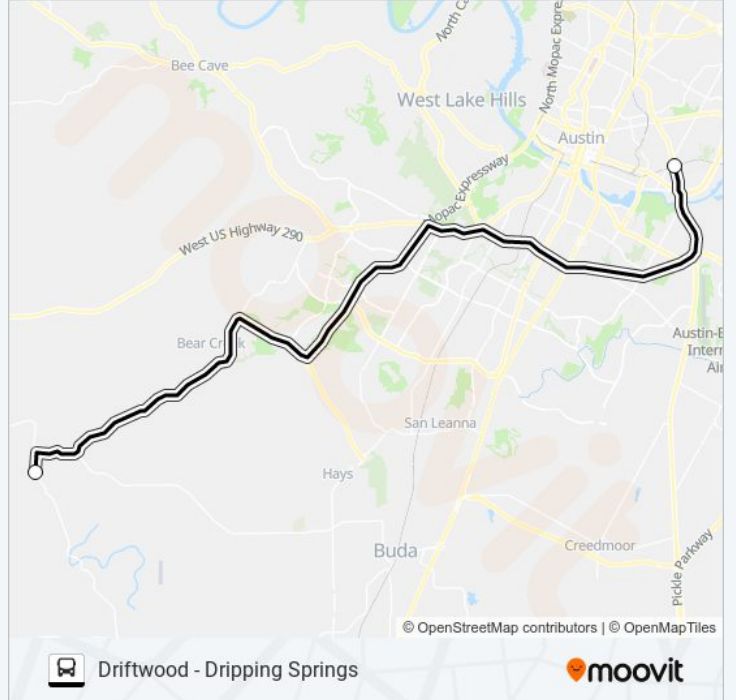 North Ca
North Mopac Expre
Bee Cave
West Lake Hills
Austin
Mopac Expressway
West US Highway 290
Bear Creek
Austin-B
Intern
Air
San Leanna
Hays
Buda
Creedmoor
Pickle Parkway
© OpenStreetMap contributors | © OpenMapTiles
Driftwood - Dripping Springs
moovit